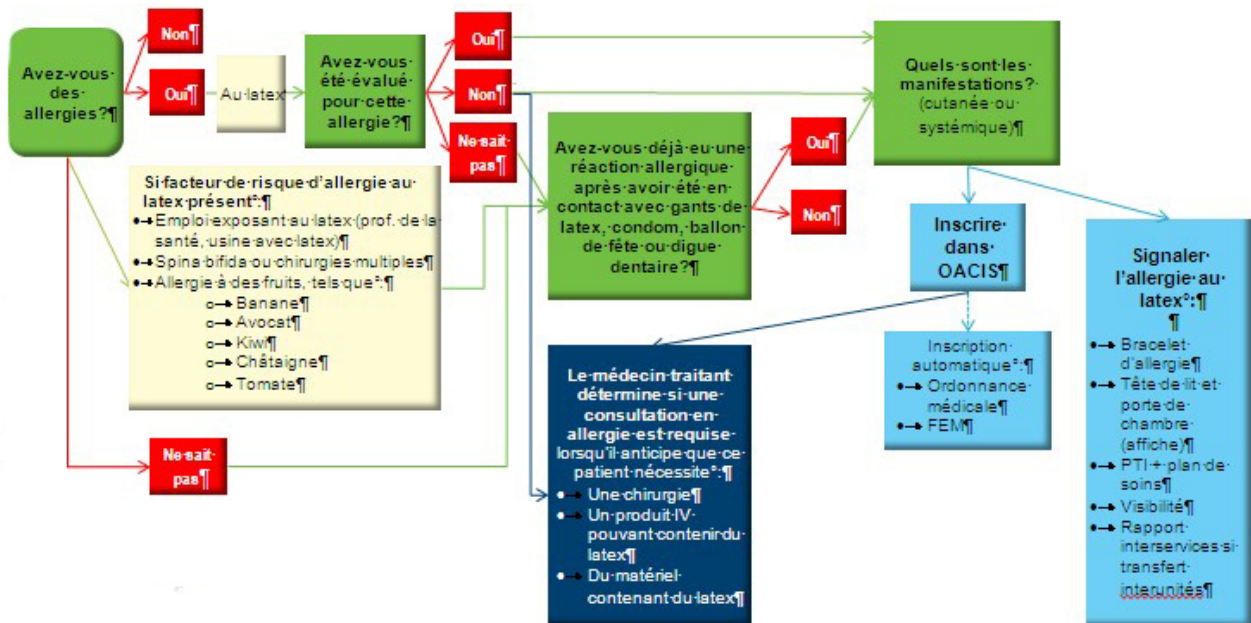 Avez-vous
des
allergies?¶
Non¶
Oui¶
Au latex
Avez-vous
été évalué
pour cette
allergie?¶
Oui¶
Non¶
Ne sait
pas¶
Si facteur de risque d'allergie au
latex présent°:¶
Emploi exposant au latex (prof. de la
santé, usine avec latex)¶
Spina bifida ou chirurgies multiples¶
Allergie à des fruits, tels que°:¶
Banane¶
Avocat¶
Kiwi¶
Châtaigne¶
Tomate¶
Ne sait
pas¶
Avez-vous déjà eu une
réaction allergique
après avoir été en
contact avec gants de
latex, condom, ballon
de fête ou digue
dentaire?¶
Oui¶
Non¶
Quels sont les
manifestations?
(cutanée ou
systémique)¶
Inscrire
dans
OACIS¶
Inscription
automatique°:¶
Ordonnance
médicale¶
FEM¶
Le médecin traitant
détermine si une
consultation en
allergie est requise
lorsqu'il anticipe que ce
patient nécessite°:¶
Une chirurgie¶
Un produit IV
pouvant contenir du
latex¶
Du matériel
contenant du latex¶
Signaler
l'allergie au
latex°:¶
¶
Bracelet
d'allergie¶
Tête de lit et
porte de
chambre
(affiche)¶
PTI + plan de
soins¶
Visibilité¶
Rapport
interservices si
transfert
interunités¶